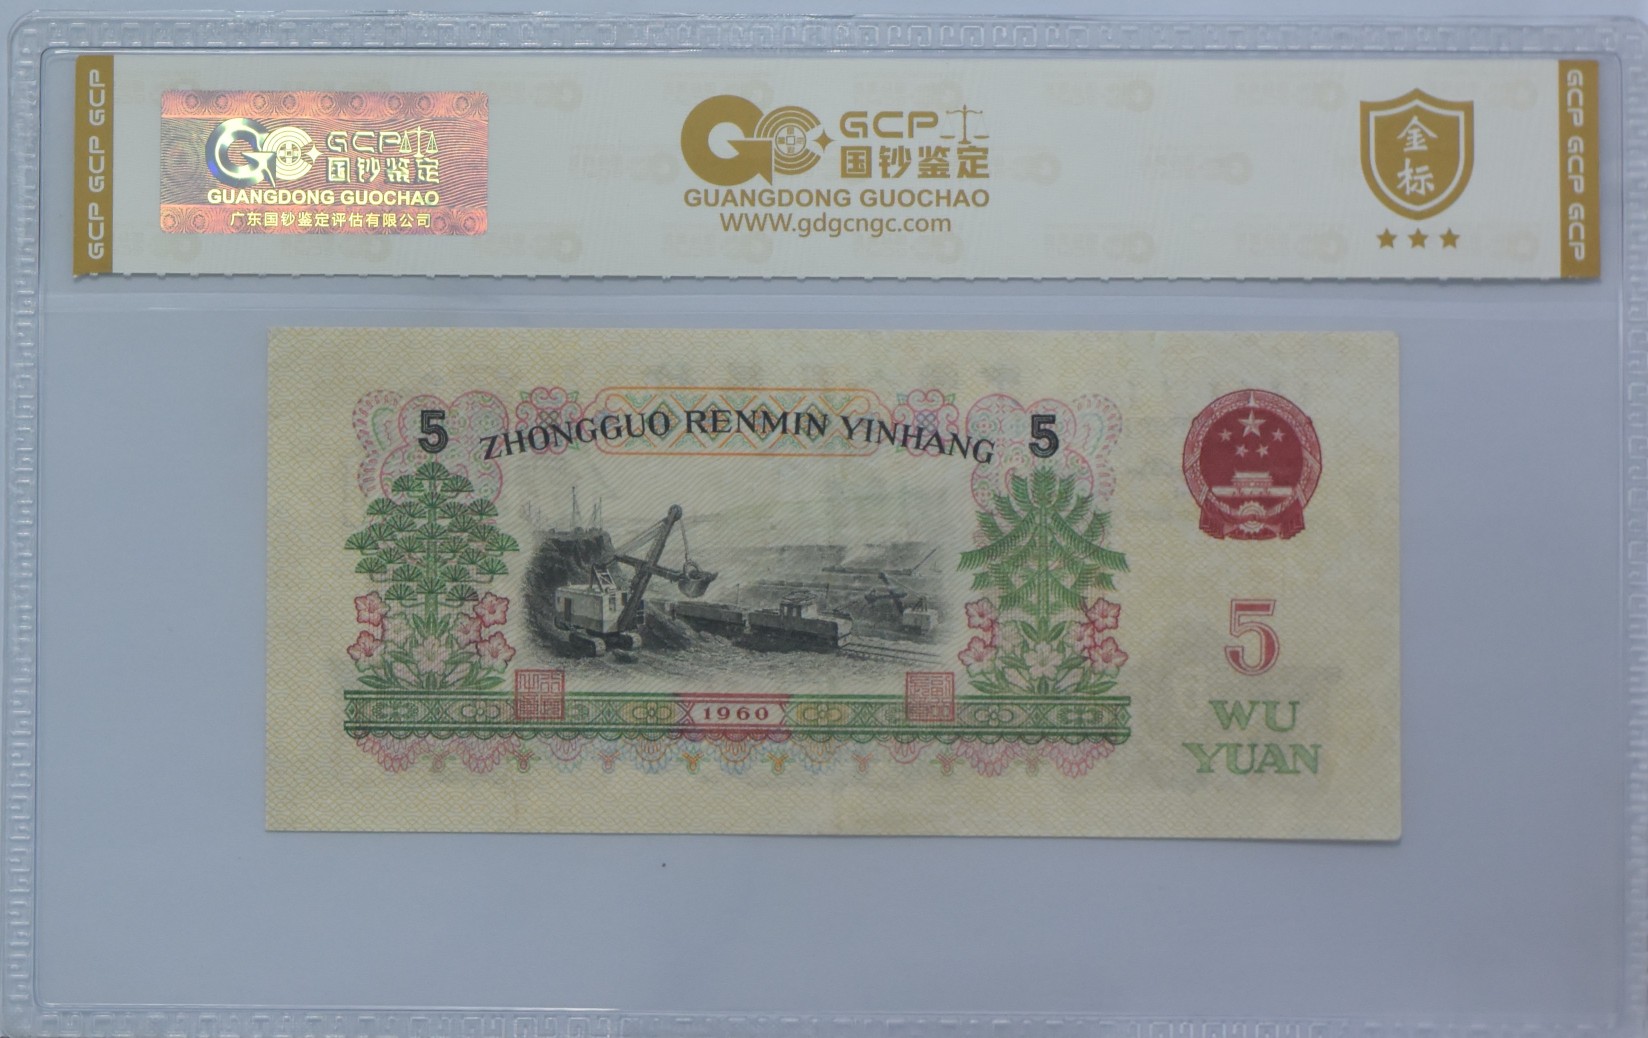 GCP GCP GCP
GCP
国钞鉴定
GUANGDONG GUOCHAO
广东国钞鉴定评估有限公司
GCP
国钞鉴定
GUANGDONG GUOCHAO
WWW.gdgcngc.com
金
标
GCP GCP GCP
5
ZHONGGUO RENMIN YINHANG
5
1960
5
WU
YUAN